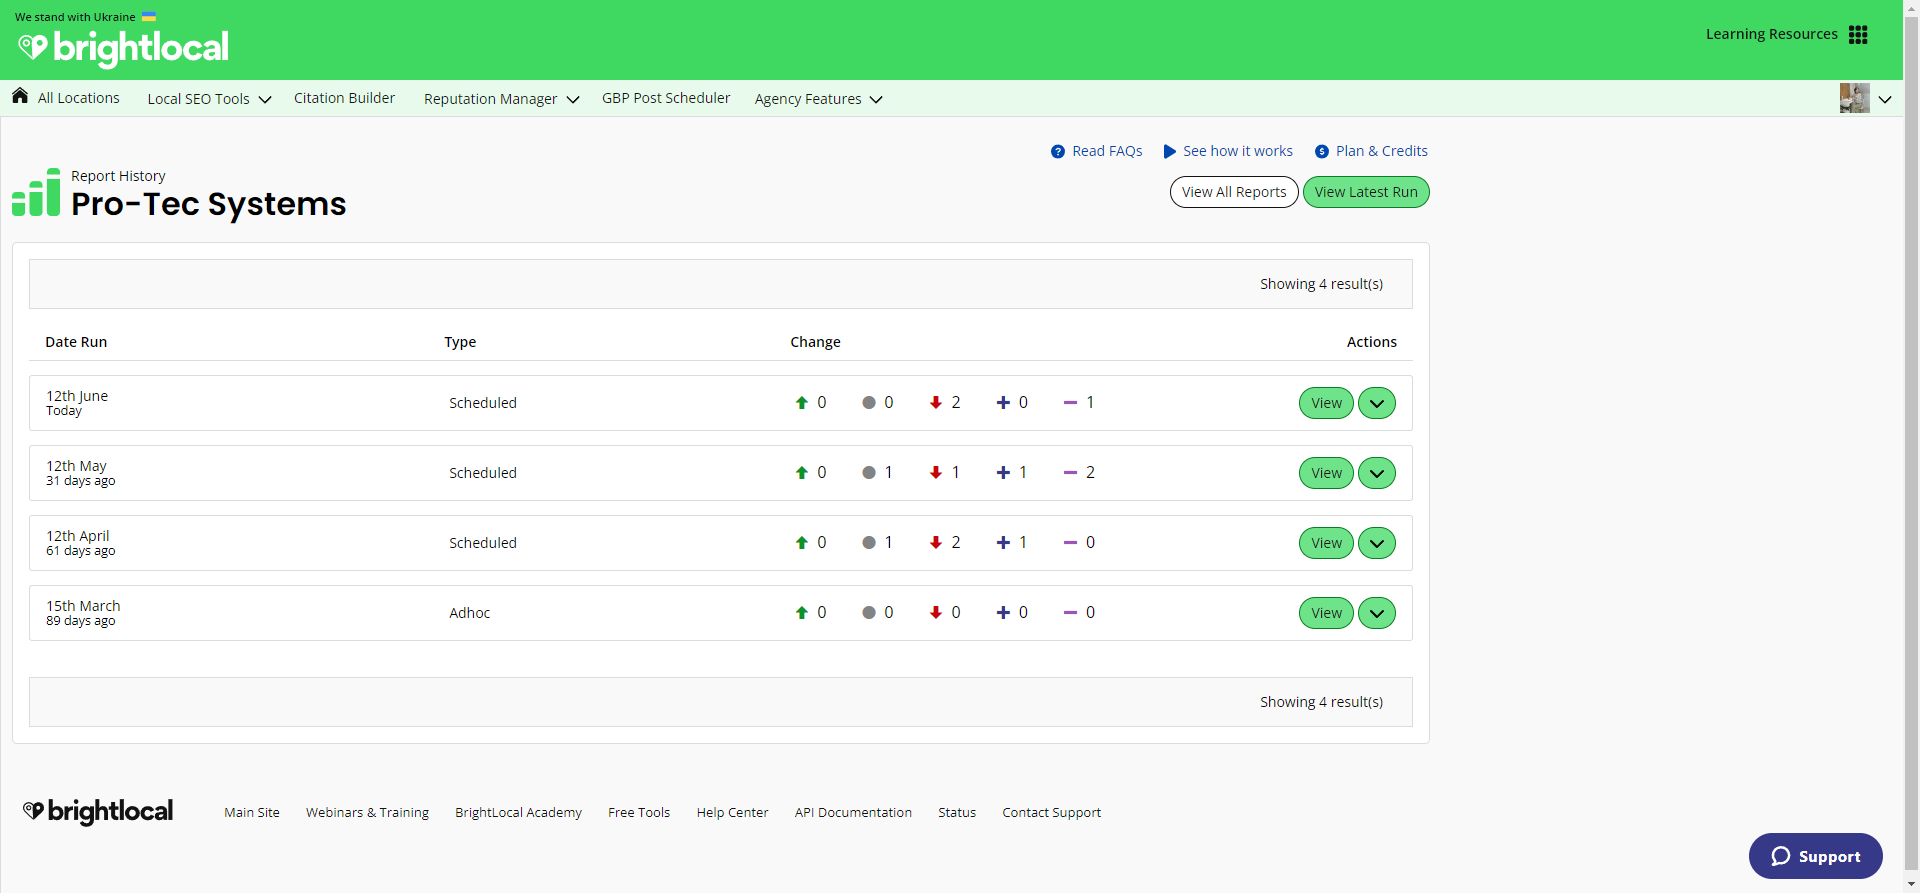 We stand with Ukraine
brightlocal
Learning Resources
All Locations
Local SEO Tools
Citation Builder
Reputation Manager
GBP Post Scheduler
Agency Features
Read FAQs
See how it works
Plan & Credits
Report History
Pro-Tec Systems
View All Reports
View Latest Run
Showing 4 result(s)
Date Run Type Change Actions
12th June
Today
Scheduled 0 0 2 0 1 View
12th May
31 days ago
Scheduled 0 1 1 1 2 View
12th April
61 days ago
Scheduled 0 1 2 1 0 View
15th March
89 days ago
Adhoc 0 0 0 0 0 View
Showing 4 result(s)
brightlocal
Main Site
Webinars & Training
BrightLocal Academy
Free Tools
Help Center
API Documentation
Status
Contact Support
Support